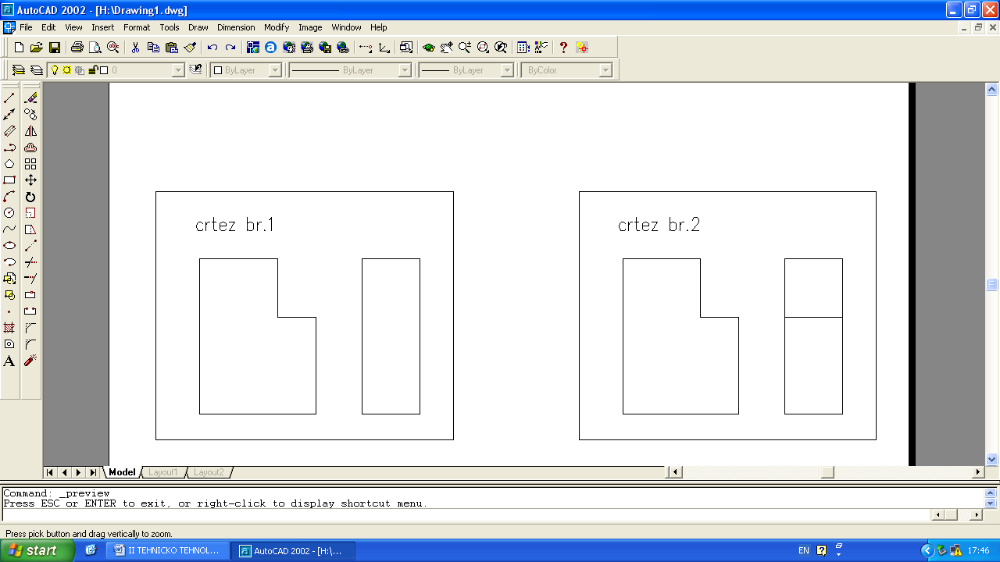 AutoCAD 2002 - [H:\Drawing1.dwg]
File Edit View Insert Format Tools Draw Dimension Modify Image Window Help
0 ByLayer ByLayer ByLayer ByColor
crtez br.1
crtez br.2
Model Layout1 Layout2
Command: _preview
Press ESC or ENTER to exit, or right-click to display shortcut menu.
Press pick button and drag vertically to zoom.
start II TEHNICKO TEHNOL... AutoCAD 2002 - [H:\... EN 17:46